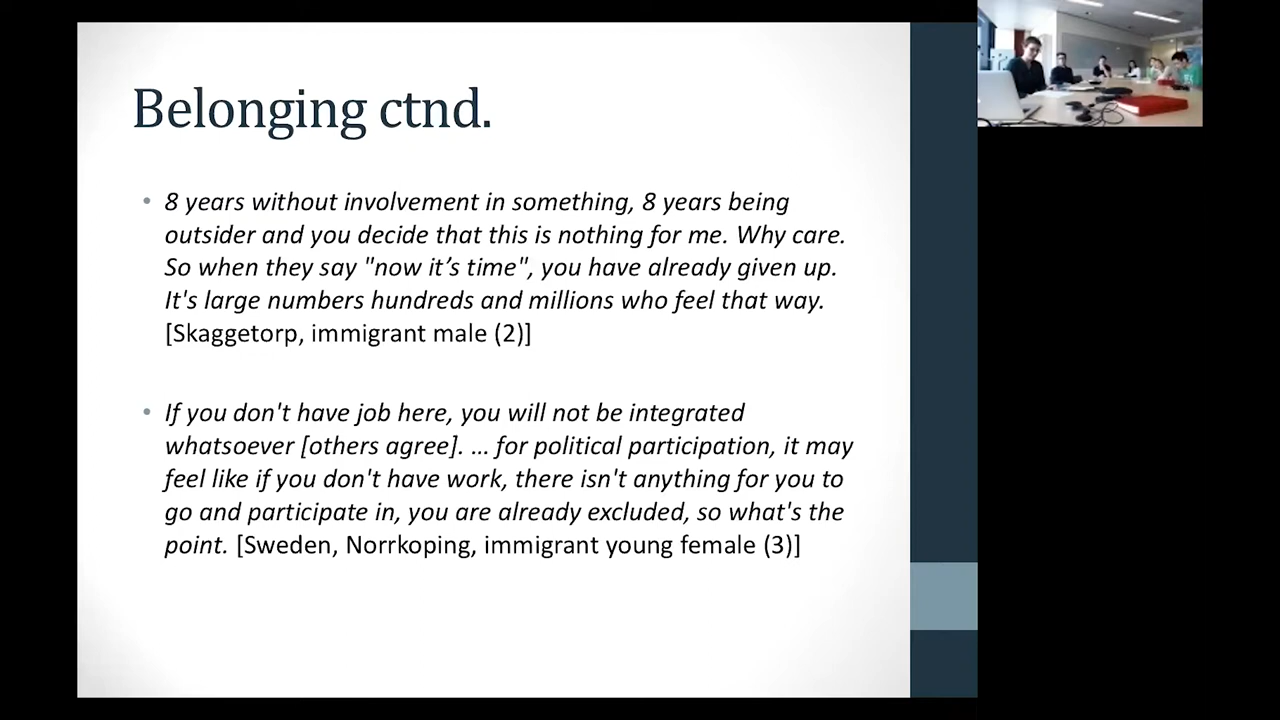 Belonging ctnd.
• 8 years without involvement in something, 8 years being
outsider and you decide that this is nothing for me. Why care.
So when they say "now it’s time", you have already given up.
It's large numbers hundreds and millions who feel that way.
[Skaggetorp, immigrant male (2)]
• If you don't have job here, you will not be integrated
whatsoever [others agree]. … for political participation, it may
feel like if you don't have work, there isn't anything for you to
go and participate in, you are already excluded, so what's the
point. [Sweden, Norrkoping, immigrant young female (3)]